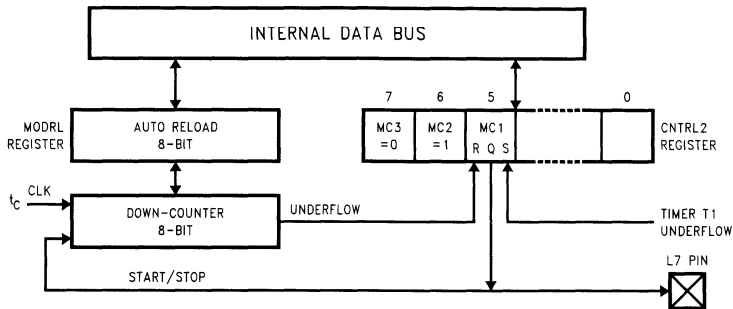 INTERNAL DATA BUS
7 6 5 0
MODRL
REGISTER
AUTO RELOAD
8-BIT
MC3
=0
MC2
=1
MC1
R Q S
CNTRL2
REGISTER
tC CLK
DOWN-COUNTER
8-BIT
UNDERFLOW
TIMER T1
UNDERFLOW
START/STOP
L7 PIN